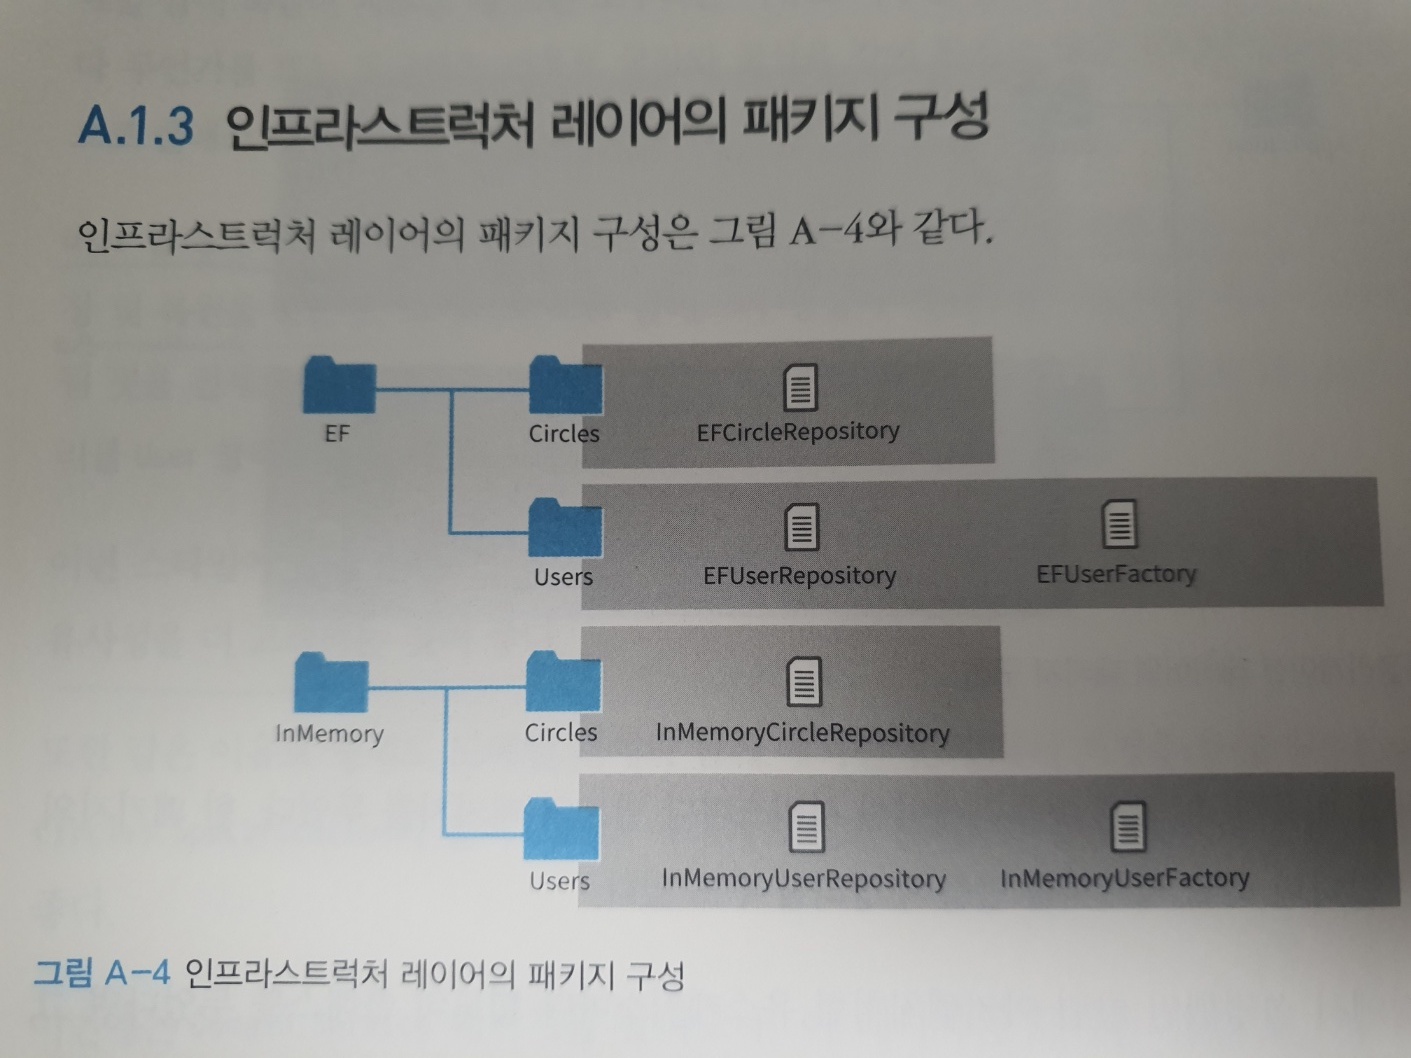 A.1.3 인프라스트럭처 레이어의 패키지 구성
인프라스트럭처 레이어의 패키지 구성은 그림 A-4와 같다.
EF
Circles
EFCircleRepository
Users
EFUserRepository
EFUserFactory
InMemory
Circles
InMemoryCircleRepository
Users
InMemoryUserRepository
InMemoryUserFactory
그림 A-4 인프라스트럭처 레이어의 패키지 구성